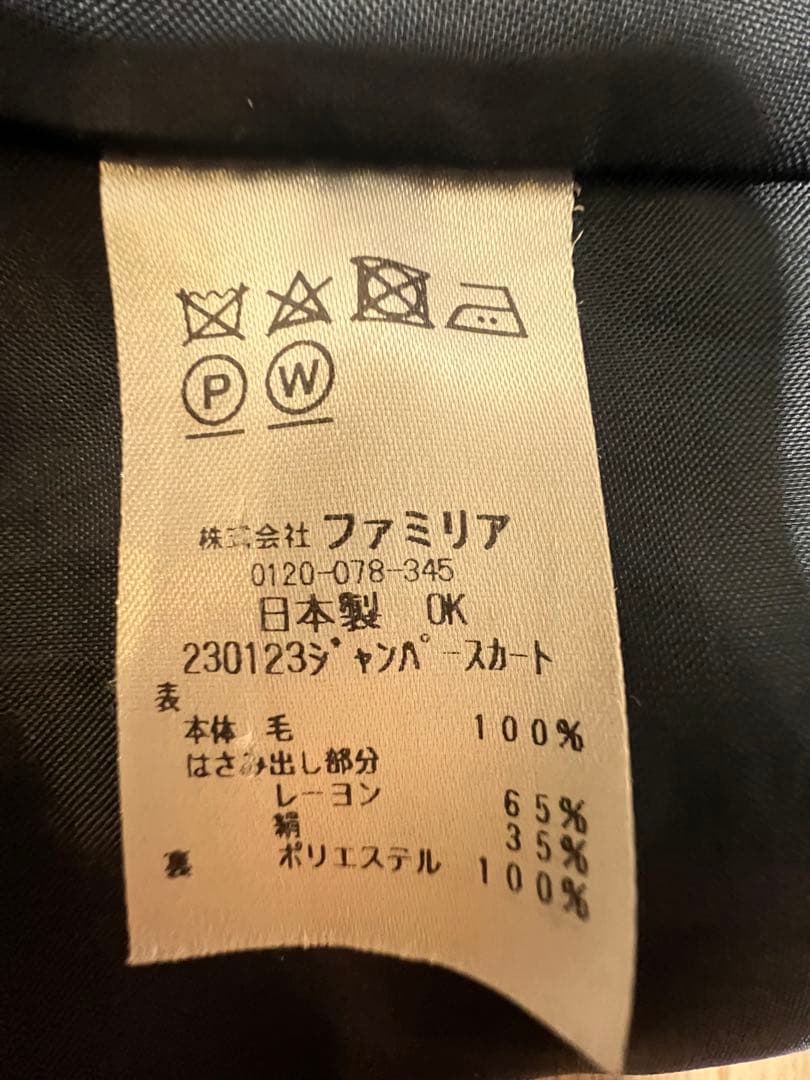 P W
株式会社 ファミリア
0120-078-345
日本製 OK
230123ジャンパースカート
表
本体 毛 100%
はさみ出し部分
レーヨン 65%
絹 35%
裏 ポリエステル 100%